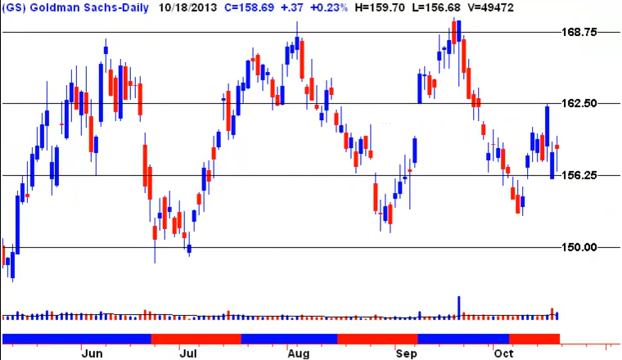 (GS) Goldman Sachs-Daily 10/18/2013 C=158.69 +.37 +0.23% H=159.70 L=156.68 V=49472
168.75
162.50
156.25
150.00
Jun Jul Aug Sep Oct